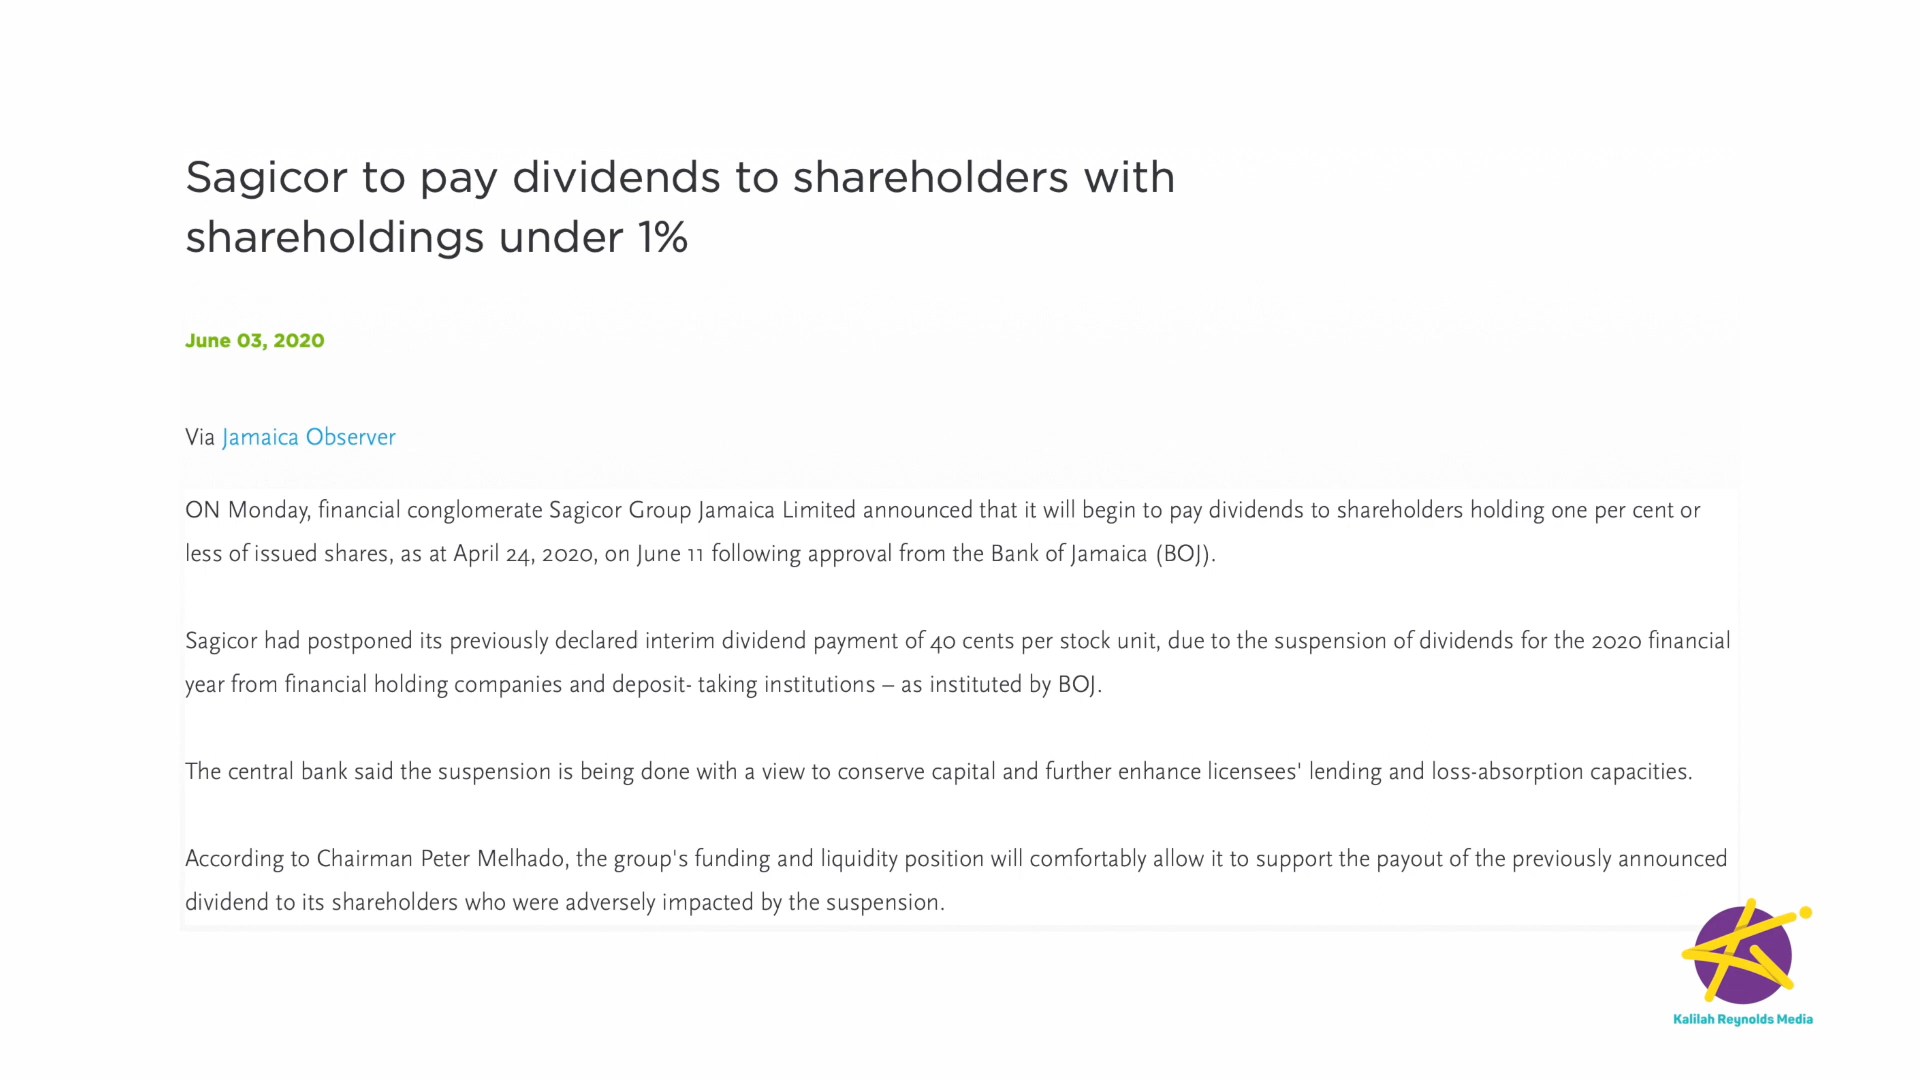 Sagicor to pay dividends to shareholders with
shareholdings under 1%
June 03, 2020
Via Jamaica Observer
ON Monday, financial conglomerate Sagicor Group Jamaica Limited announced that it will begin to pay dividends to shareholders holding one per cent or
less of issued shares, as at April 24, 2020, on June 11 following approval from the Bank of Jamaica (BOJ).
Sagicor had postponed its previously declared interim dividend payment of 40 cents per stock unit, due to the suspension of dividends for the 2020 financial
year from financial holding companies and deposit- taking institutions – as instituted by BOJ.
The central bank said the suspension is being done with a view to conserve capital and further enhance licensees' lending and loss-absorption capacities.
According to Chairman Peter Melhado, the group's funding and liquidity position will comfortably allow it to support the payout of the previously announced
dividend to its shareholders who were adversely impacted by the suspension.
Kalilah Reynolds Media